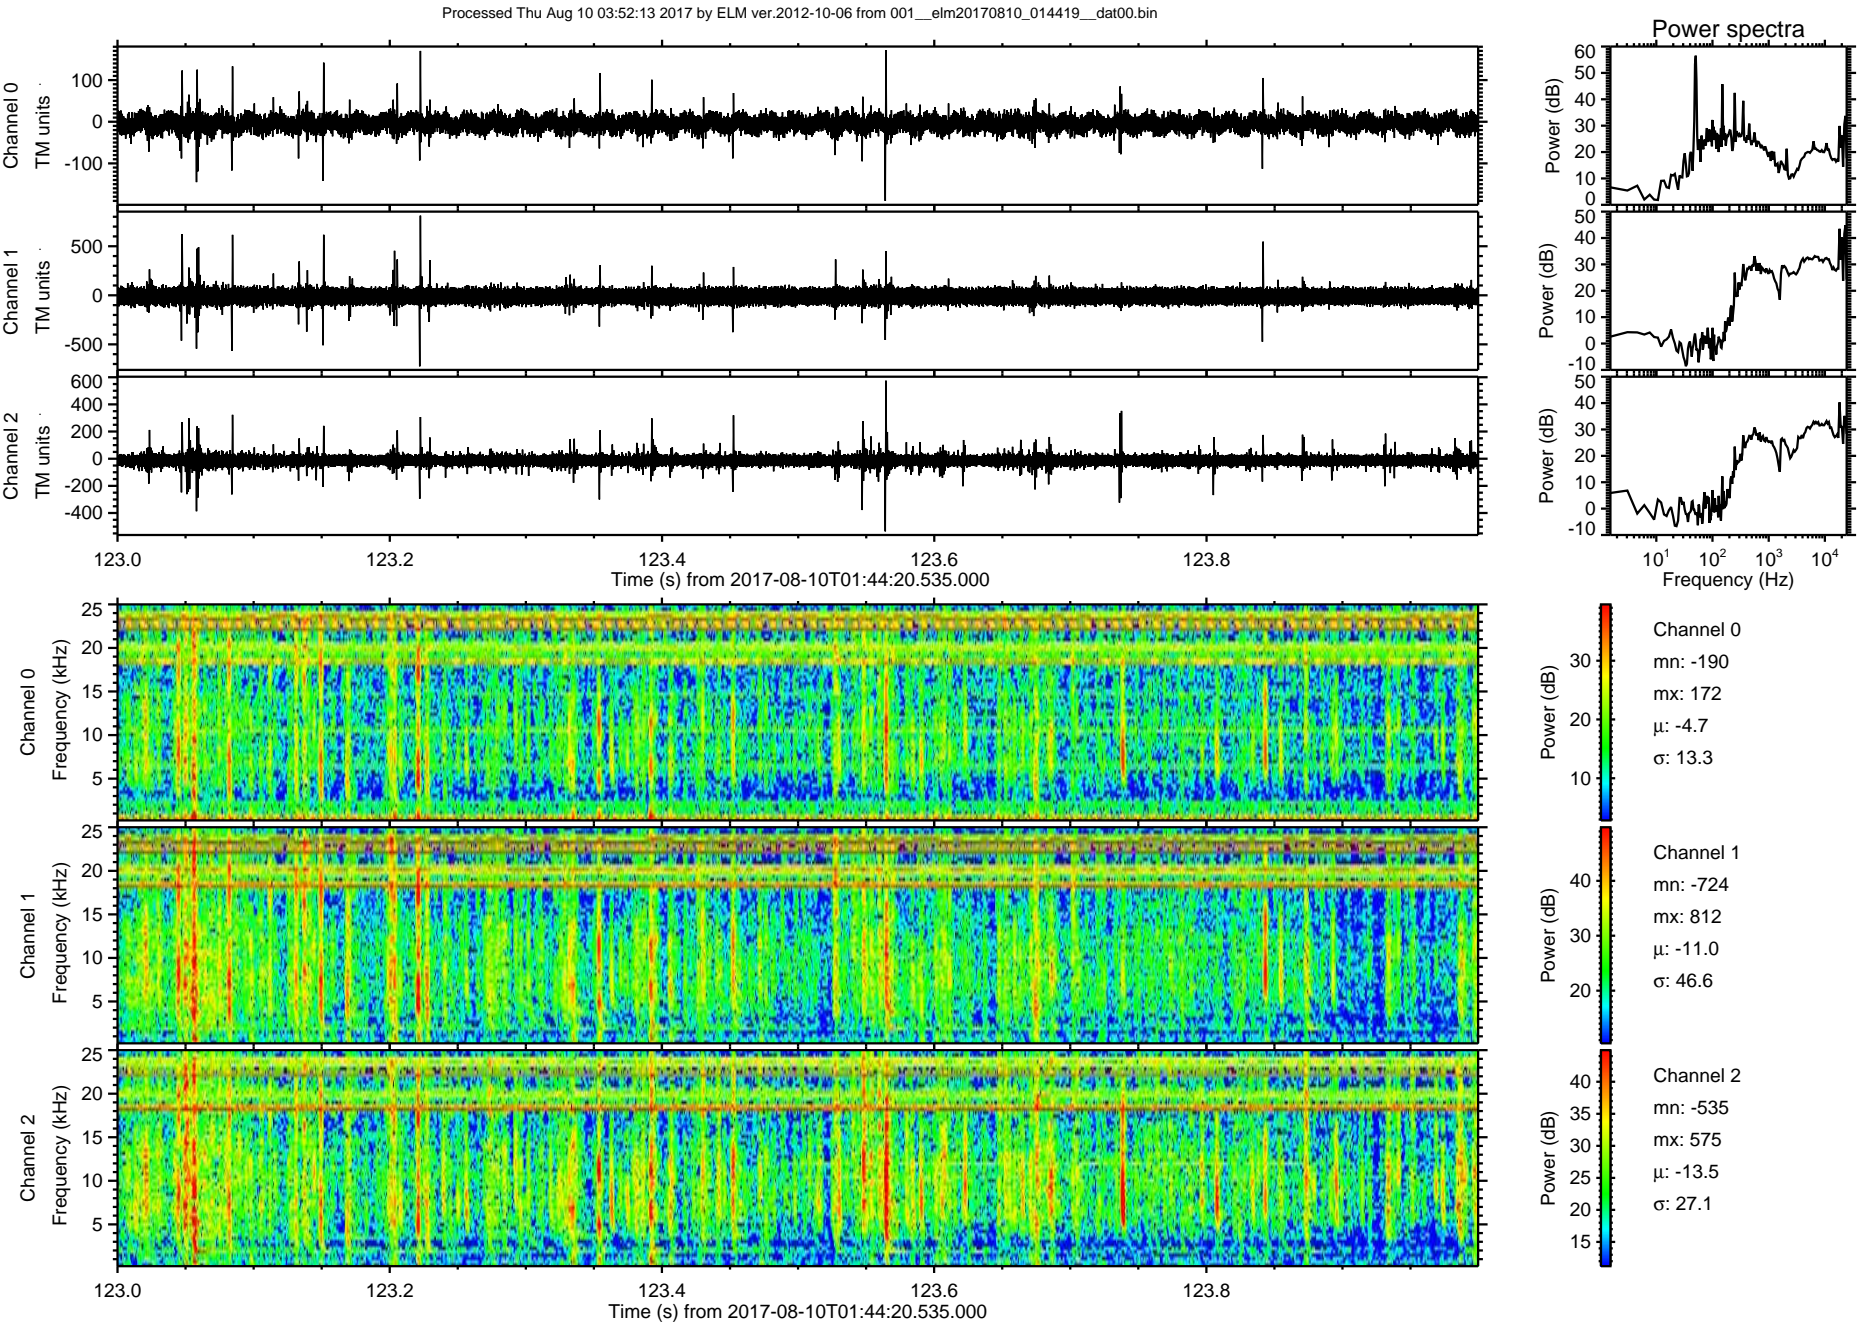 Processed Thu Aug 10 03:52:13 2017 by ELM ver.2012-10-06 from 001__elm20170810_014419__dat00.bin
Power spectra
Channel 0
TM units
100
0
-100
Power (dB)
60
50
40
30
20
10
0
Channel 1
TM units
500
0
-500
Power (dB)
50
40
30
20
10
0
-10
Channel 2
TM units
600
400
200
0
-200
-400
Power (dB)
50
40
30
20
10
0
-10
123.0 123.2 123.4 123.6 123.8
Time (s) from 2017-08-10T01:44:20.535.000
10¹ 10² 10³ 10⁴
Frequency (Hz)
Channel 0
Frequency (kHz)
25
20
15
10
5
Power (dB)
30
20
10
Channel 0
mn: -190
mx: 172
μ: -4.7
σ: 13.3
Channel 1
Frequency (kHz)
25
20
15
10
5
Power (dB)
40
30
20
Channel 1
mn: -724
mx: 812
μ: -11.0
σ: 46.6
Channel 2
Frequency (kHz)
25
20
15
10
5
Power (dB)
40
35
30
25
20
15
Channel 2
mn: -535
mx: 575
μ: -13.5
σ: 27.1
123.0 123.2 123.4 123.6 123.8
Time (s) from 2017-08-10T01:44:20.535.000